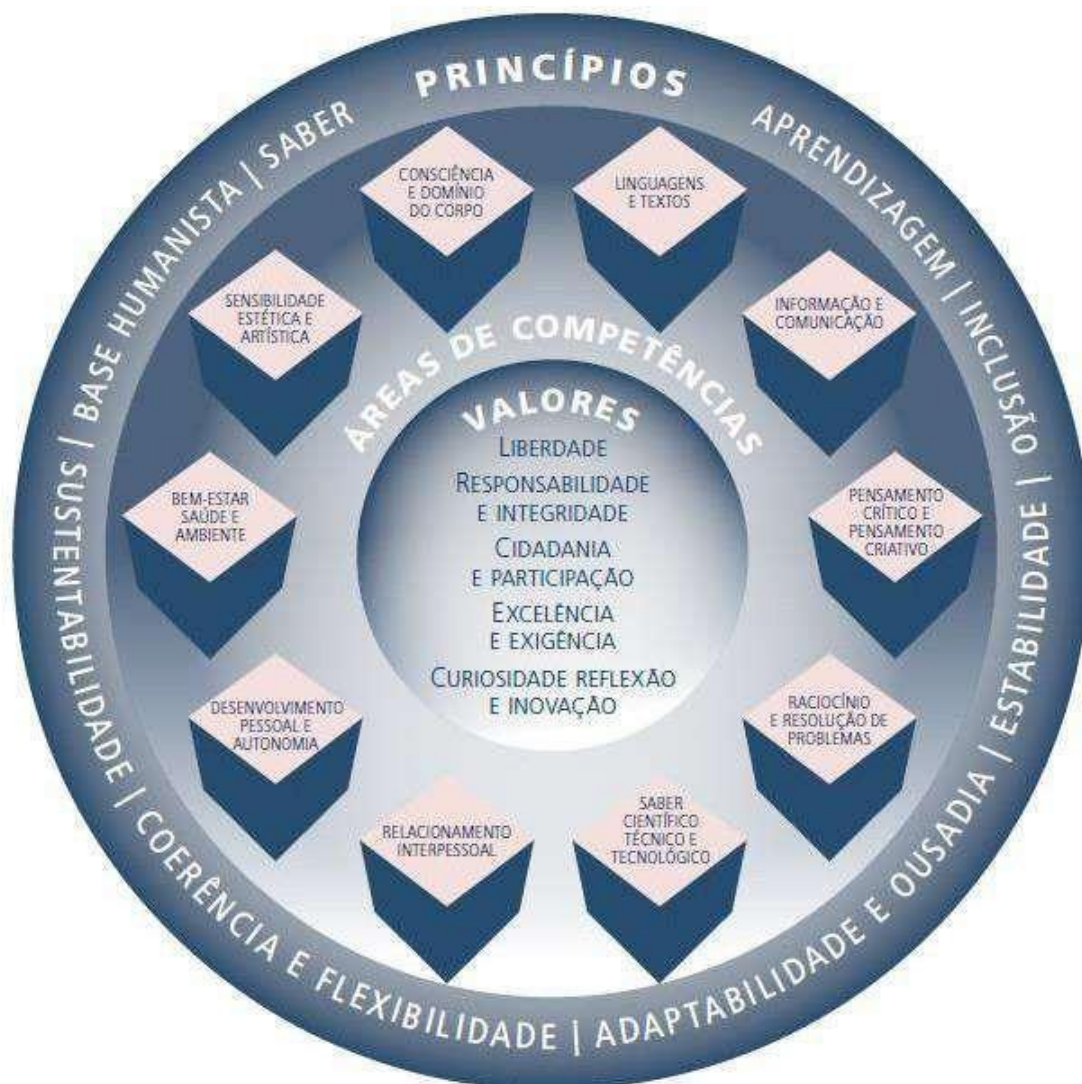 PRINCÍPIOS
APRENDIZAGEM | INCLUSÃO | ESTABILIDADE | ADAPTABILIDADE E OUSADIA | COERÊNCIA E FLEXIBILIDADE | SUSTENTABILIDADE | BASE HUMANISTA | SABER
ÁREAS DE COMPETÊNCIAS
LINGUAGENS
E TEXTOS
INFORMAÇÃO E
COMUNICAÇÃO
PENSAMENTO
CRÍTICO E
PENSAMENTO
CRIATIVO
RACIOCÍNIO
E RESOLUÇÃO DE
PROBLEMAS
SABER
CIENTÍFICO
TÉCNICO E
TECNOLÓGICO
RELACIONAMENTO
INTERPESSOAL
DESENVOLVIMENTO
PESSOAL E
AUTONOMIA
BEM-ESTAR
SAÚDE E
AMBIENTE
SENSIBILIDADE
ESTÉTICA E
ARTÍSTICA
CONSCIÊNCIA
E DOMÍNIO
DO CORPO
VALORES
LIBERDADE
RESPONSABILIDADE
E INTEGRIDADE
CIDADANIA
E PARTICIPAÇÃO
EXCELÊNCIA
E EXIGÊNCIA
CURIOSIDADE REFLEXÃO
E INOVAÇÃO